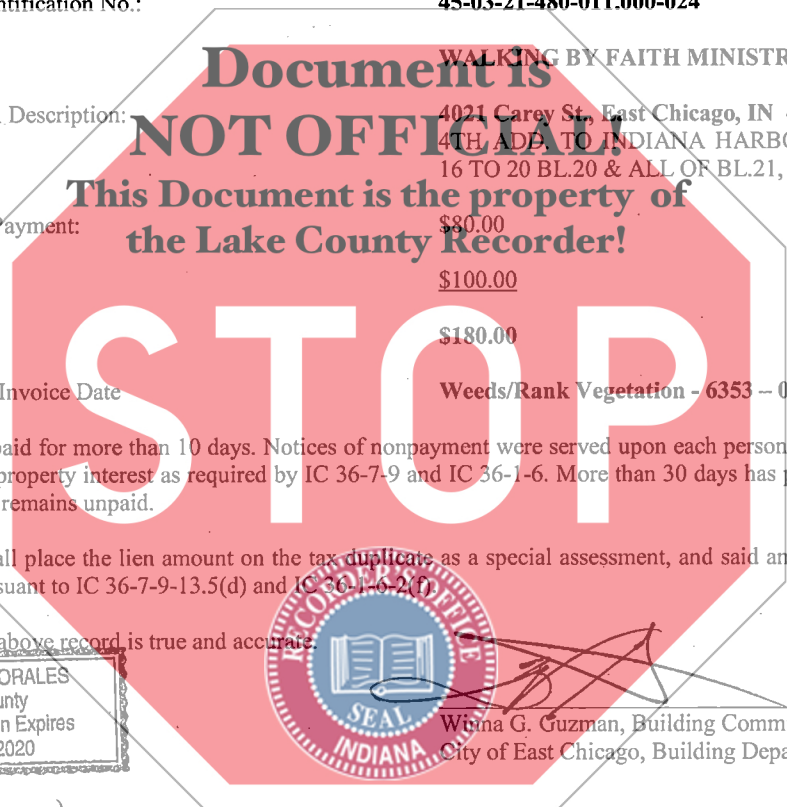 ntification No.:
45-03-21-480-011.000-024
WALKING BY FAITH MINISTR
Document is
NOT OFFICIAL!
This Document is the property of
the Lake County Recorder!
Description:
4021 Carey St., East Chicago, IN
4TH ADD. TO INDIANA HARBO
16 TO 20 BL.20 & ALL OF BL.21,
ayment:
$80.00
$100.00
$180.00
STOP
Invoice Date
Weeds/Rank Vegetation - 6353 – 0
aid for more than 10 days. Notices of nonpayment were served upon each person
property interest as required by IC 36-7-9 and IC 36-1-6. More than 30 days has p
remains unpaid.
all place the lien amount on the tax duplicate as a special assessment, and said an
suant to IC 36-7-9-13.5(d) and IC 36-1-6-2(f).
above record is true and accurate.
RECORDER'S OFFICE
SEAL
INDIANA
ORALES
unty
n Expires
2020
Winna G. Guzman, Building Comm
City of East Chicago, Building Depa